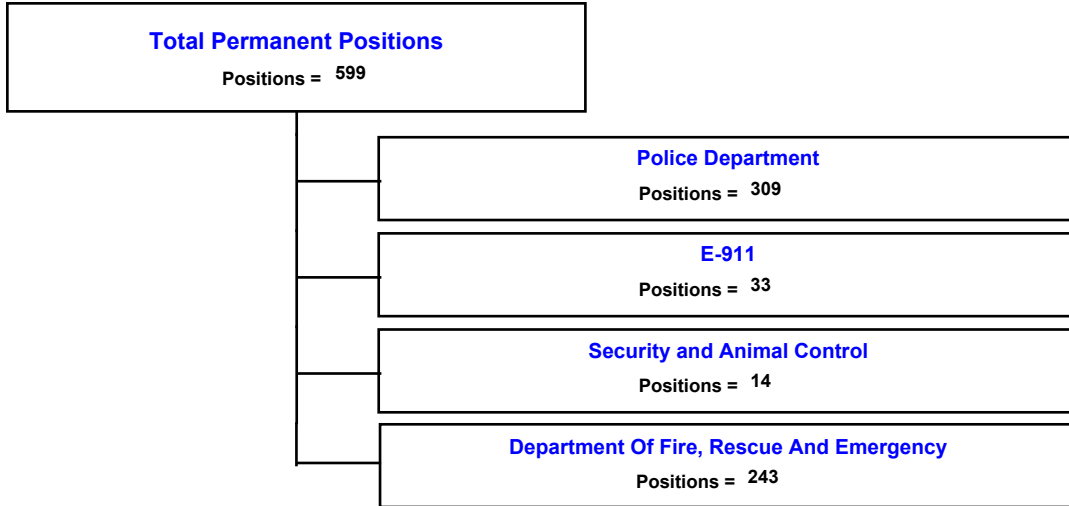 Total Permanent Positions
Positions = 599
Police Department
Positions = 309
E-911
Positions = 33
Security and Animal Control
Positions = 14
Department Of Fire, Rescue And Emergency
Positions = 243